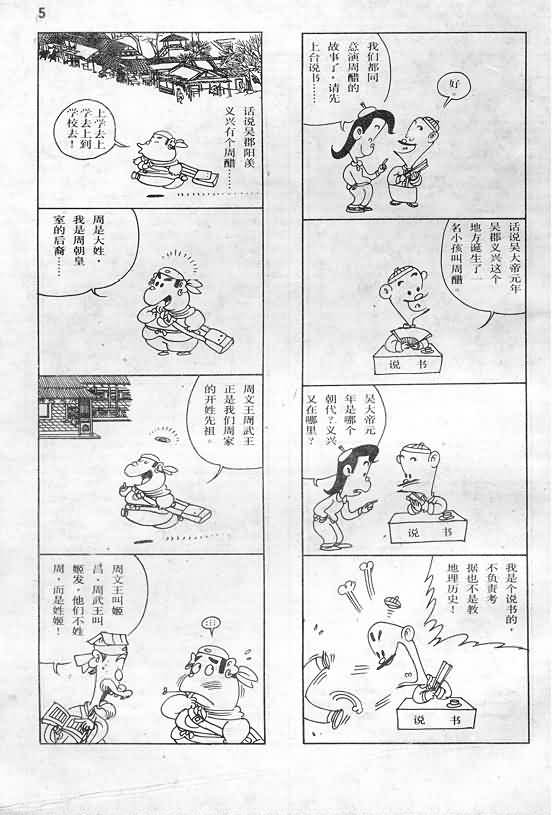 5
我们都同
意演周醋的
故事了，请先
上台说书……
好。
话说吴大帝元年
吴郡义兴这个
地方诞生了一
名小孩叫周醋。
说 书
吴大帝元
年是哪个
朝代？义兴
又在哪里？
说 书
我是个说书的，
不负责考
据也不是教
地理历史！
说 书
话说吴郡阳羡
义兴有个周醋……
上学去上
学去上到
学校去！
周是大姓，
我是周朝皇
室的后裔……
周文王周武王
正是我们周家
的开姓先祖。
周文王叫姬
昌，周武王叫
姬发，他们不姓
周，而是姓姬！